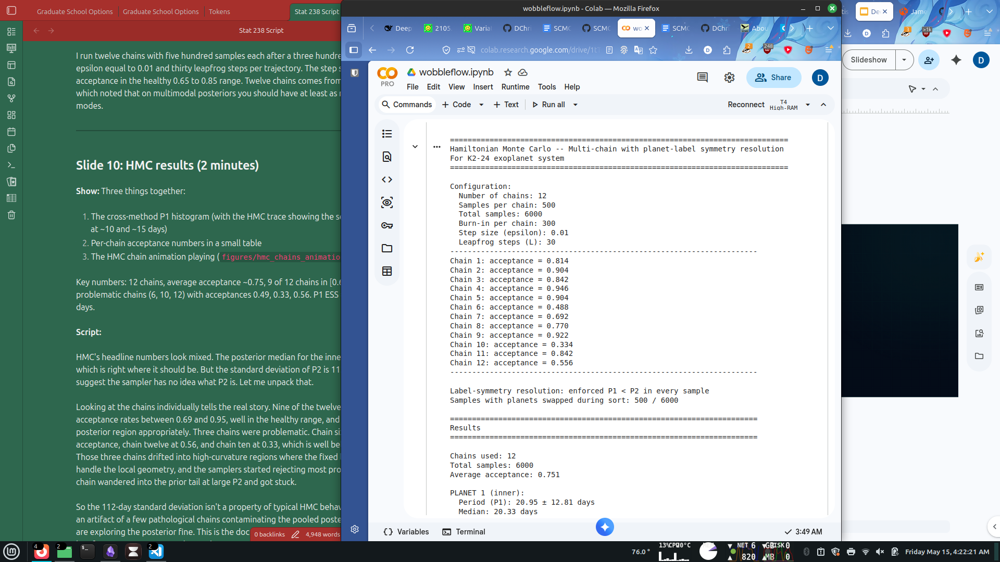 Graduate School Options
Graduate School Options
Tokens
Stat 238 Script
Stat 238 Script
I run twelve chains with five hundred samples each after a three hundre
epsilon equal to 0.01 and thirty leapfrog steps per trajectory. The step s
acceptance in the healthy 0.65 to 0.85 range. Twelve chains comes from
which noted that on multimodal posteriors you should have at least as
modes.
Slide 10: HMC results (2 minutes)
Show: Three things together:
1. The cross-method P1 histogram (with the HMC trace showing the s
at ~10 and ~15 days)
2. Per-chain acceptance numbers in a small table
3. The HMC chain animation playing ( figures/hmc_chains_animatio
Key numbers: 12 chains, average acceptance ~0.75, 9 of 12 chains in [0.6
problematic chains (6, 10, 12) with acceptances 0.49, 0.33, 0.56. P1 ESS
days.
Script:
HMC's headline numbers look mixed. The posterior median for the inne
which is right where it should be. But the standard deviation of P2 is 11
suggest the sampler has no idea what P2 is. Let me unpack that.
Looking at the chains individually tells the real story. Nine of the twelve
acceptance rates between 0.69 and 0.95, well in the healthy range, and
posterior region appropriately. Three chains were problematic. Chain si
acceptance, chain twelve at 0.56, and chain ten at 0.33, which is well be
Those three chains drifted into high-curvature regions where the fixed
handle the local geometry, and the samplers started rejecting most pro
chain wandered into the prior tail at large P2 and got stuck.
So the 112-day standard deviation isn't a property of typical HMC behav
an artifact of a few pathological chains contaminating the pooled poste
are exploring the posterior fine. This is the doc
0 backlinks
4,948 words
wobbleflow.ipynb - Colab — Mozilla Firefox
Deep
2105.
Varia
DChri
SCMC
SCMC
wo
SCMC
DChri
Abou
colab.research.google.com/drive/1t
2
248
PRO
wobbleflow.ipynb
File Edit View Insert Runtime Tools Help
Share
D
Commands
+ Code
+ Text
Run all
Reconnect
T4
High-RAM
==============================================================================
Hamiltonian Monte Carlo -- Multi-chain with planet-label symmetry resolution
For K2-24 exoplanet system
==============================================================================
Configuration:
Number of chains: 12
Samples per chain: 500
Total samples: 6000
Burn-in per chain: 300
Step size (epsilon): 0.01
Leapfrog steps (L): 30
----------------------------------------------------------------------
Chain 1: acceptance = 0.814
Chain 2: acceptance = 0.904
Chain 3: acceptance = 0.842
Chain 4: acceptance = 0.946
Chain 5: acceptance = 0.904
Chain 6: acceptance = 0.488
Chain 7: acceptance = 0.692
Chain 8: acceptance = 0.770
Chain 9: acceptance = 0.922
Chain 10: acceptance = 0.334
Chain 11: acceptance = 0.842
Chain 12: acceptance = 0.556
----------------------------------------------------------------------
Label-symmetry resolution: enforced P1 < P2 in every sample
Samples with planets swapped during sort: 500 / 6000
======================================================================
Results
======================================================================
Chains used: 12
Total samples: 6000
Average acceptance: 0.751
PLANET 1 (inner):
Period (P1): 20.95 ± 12.81 days
Median: 20.33 days
Variables
Terminal
3:49 AM
De
Jame
3
>1k
Slideshow
D
4
2
2
76.0°
NET 6
820
Friday May 15, 4:22:21 AM